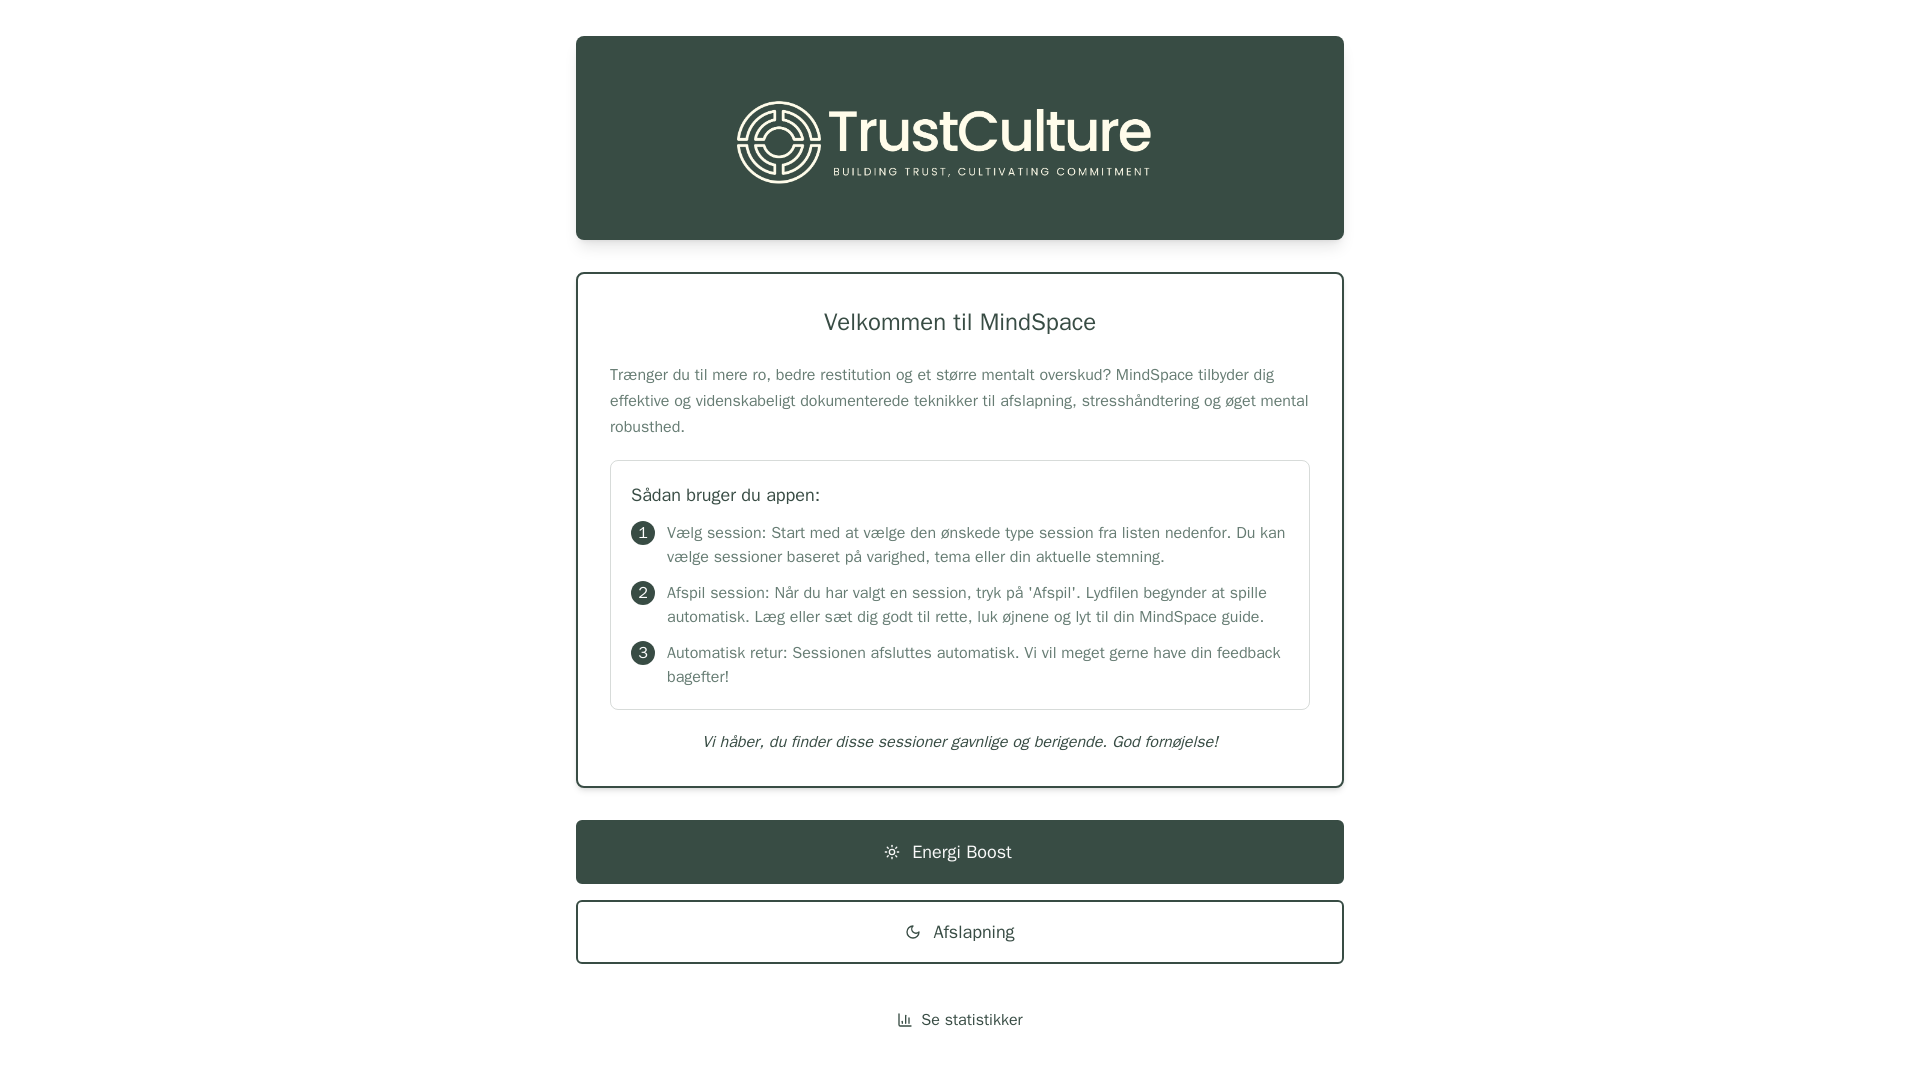 TrustCulture
BUILDING TRUST, CULTIVATING COMMITMENT
Velkommen til MindSpace
Trænger du til mere ro, bedre restitution og et større mentalt overskud? MindSpace tilbyder dig
effektive og videnskabeligt dokumenterede teknikker til afslapning, stresshåndtering og øget mental
robusthed.
Sådan bruger du appen:
1 Vælg session: Start med at vælge den ønskede type session fra listen nedenfor. Du kan
vælge sessioner baseret på varighed, tema eller din aktuelle stemning.
2 Afspil session: Når du har valgt en session, tryk på 'Afspil'. Lydfilen begynder at spille
automatisk. Læg eller sæt dig godt til rette, luk øjnene og lyt til din MindSpace guide.
3 Automatisk retur: Sessionen afsluttes automatisk. Vi vil meget gerne have din feedback
bagefter!
Vi håber, du finder disse sessioner gavnlige og berigende. God fornøjelse!
Energi Boost
Afslapning
Se statistikker